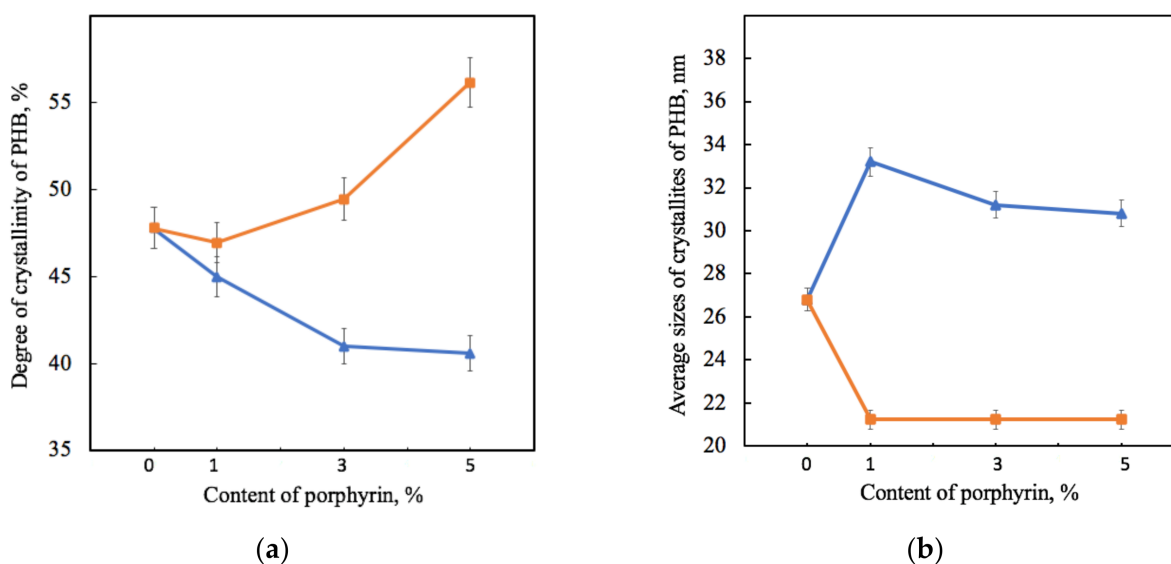 Degree of crystallinity of PHB, %
55
50
45
40
35
0 1 3 5
Content of porphyrin, %
(a)
Average sizes of crystallites of PHB, nm
38
36
34
32
30
28
26
24
22
20
0 1 3 5
Content of porphyrin, %
(b)